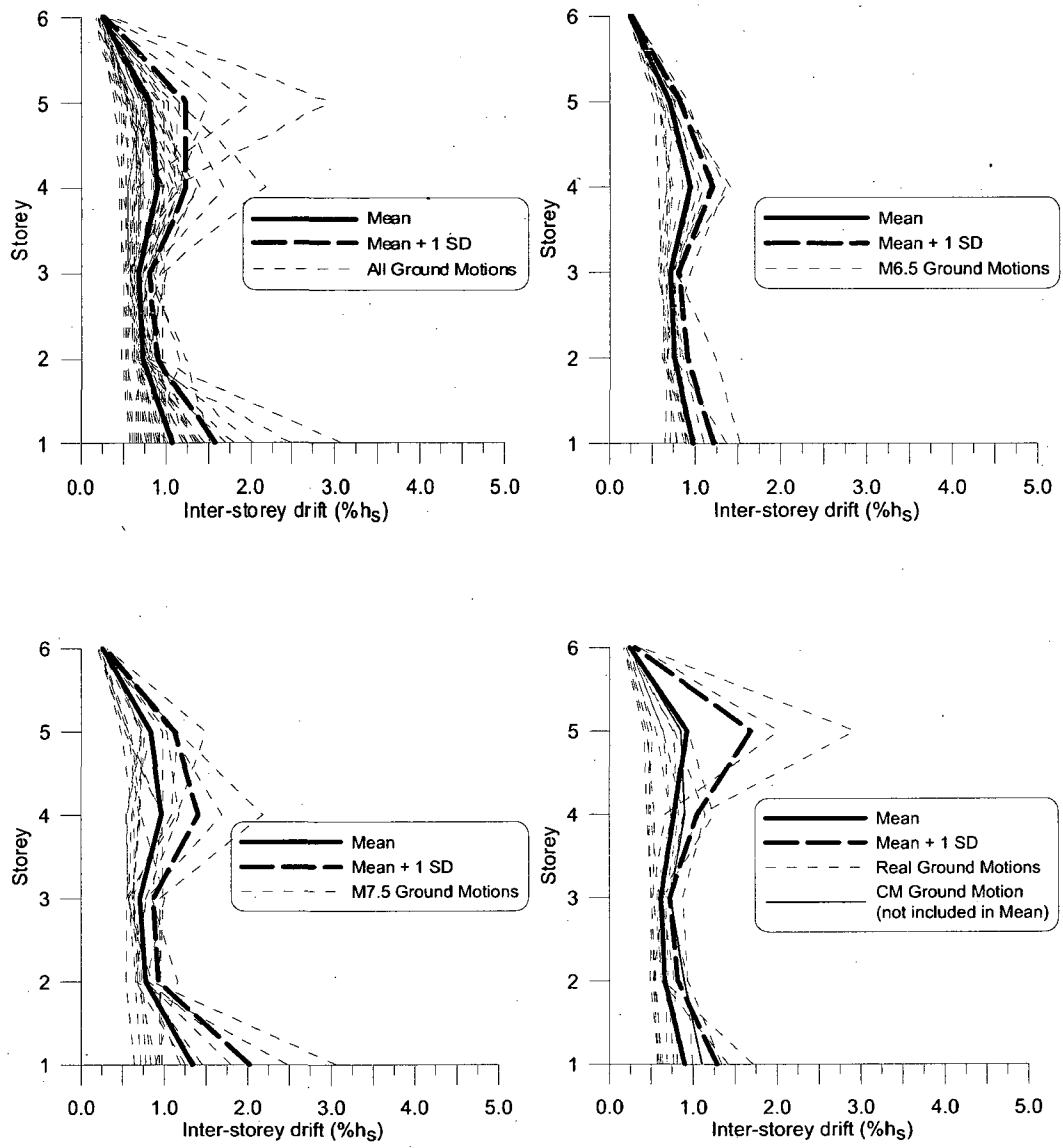 6
5
4
3
2
1
Storey
Mean
Mean + 1 SD
All Ground Motions
0.0 1.0 2.0 3.0 4.0 5.0
Inter-storey drift (%hS)
6
5
4
3
2
1
Storey
Mean
Mean + 1 SD
M6.5 Ground Motions
0.0 1.0 2.0 3.0 4.0 5.0
Inter-storey drift (%hS)
6
5
4
3
2
1
Storey
Mean
Mean + 1 SD
M7.5 Ground Motions
0.0 1.0 2.0 3.0 4.0 5.0
Inter-storey drift (%hS)
6
5
4
3
2
1
Storey
Mean
Mean + 1 SD
Real Ground Motions
CM Ground Motion
(not included in Mean)
0.0 1.0 2.0 3.0 4.0 5.0
Inter-storey drift (%hS)